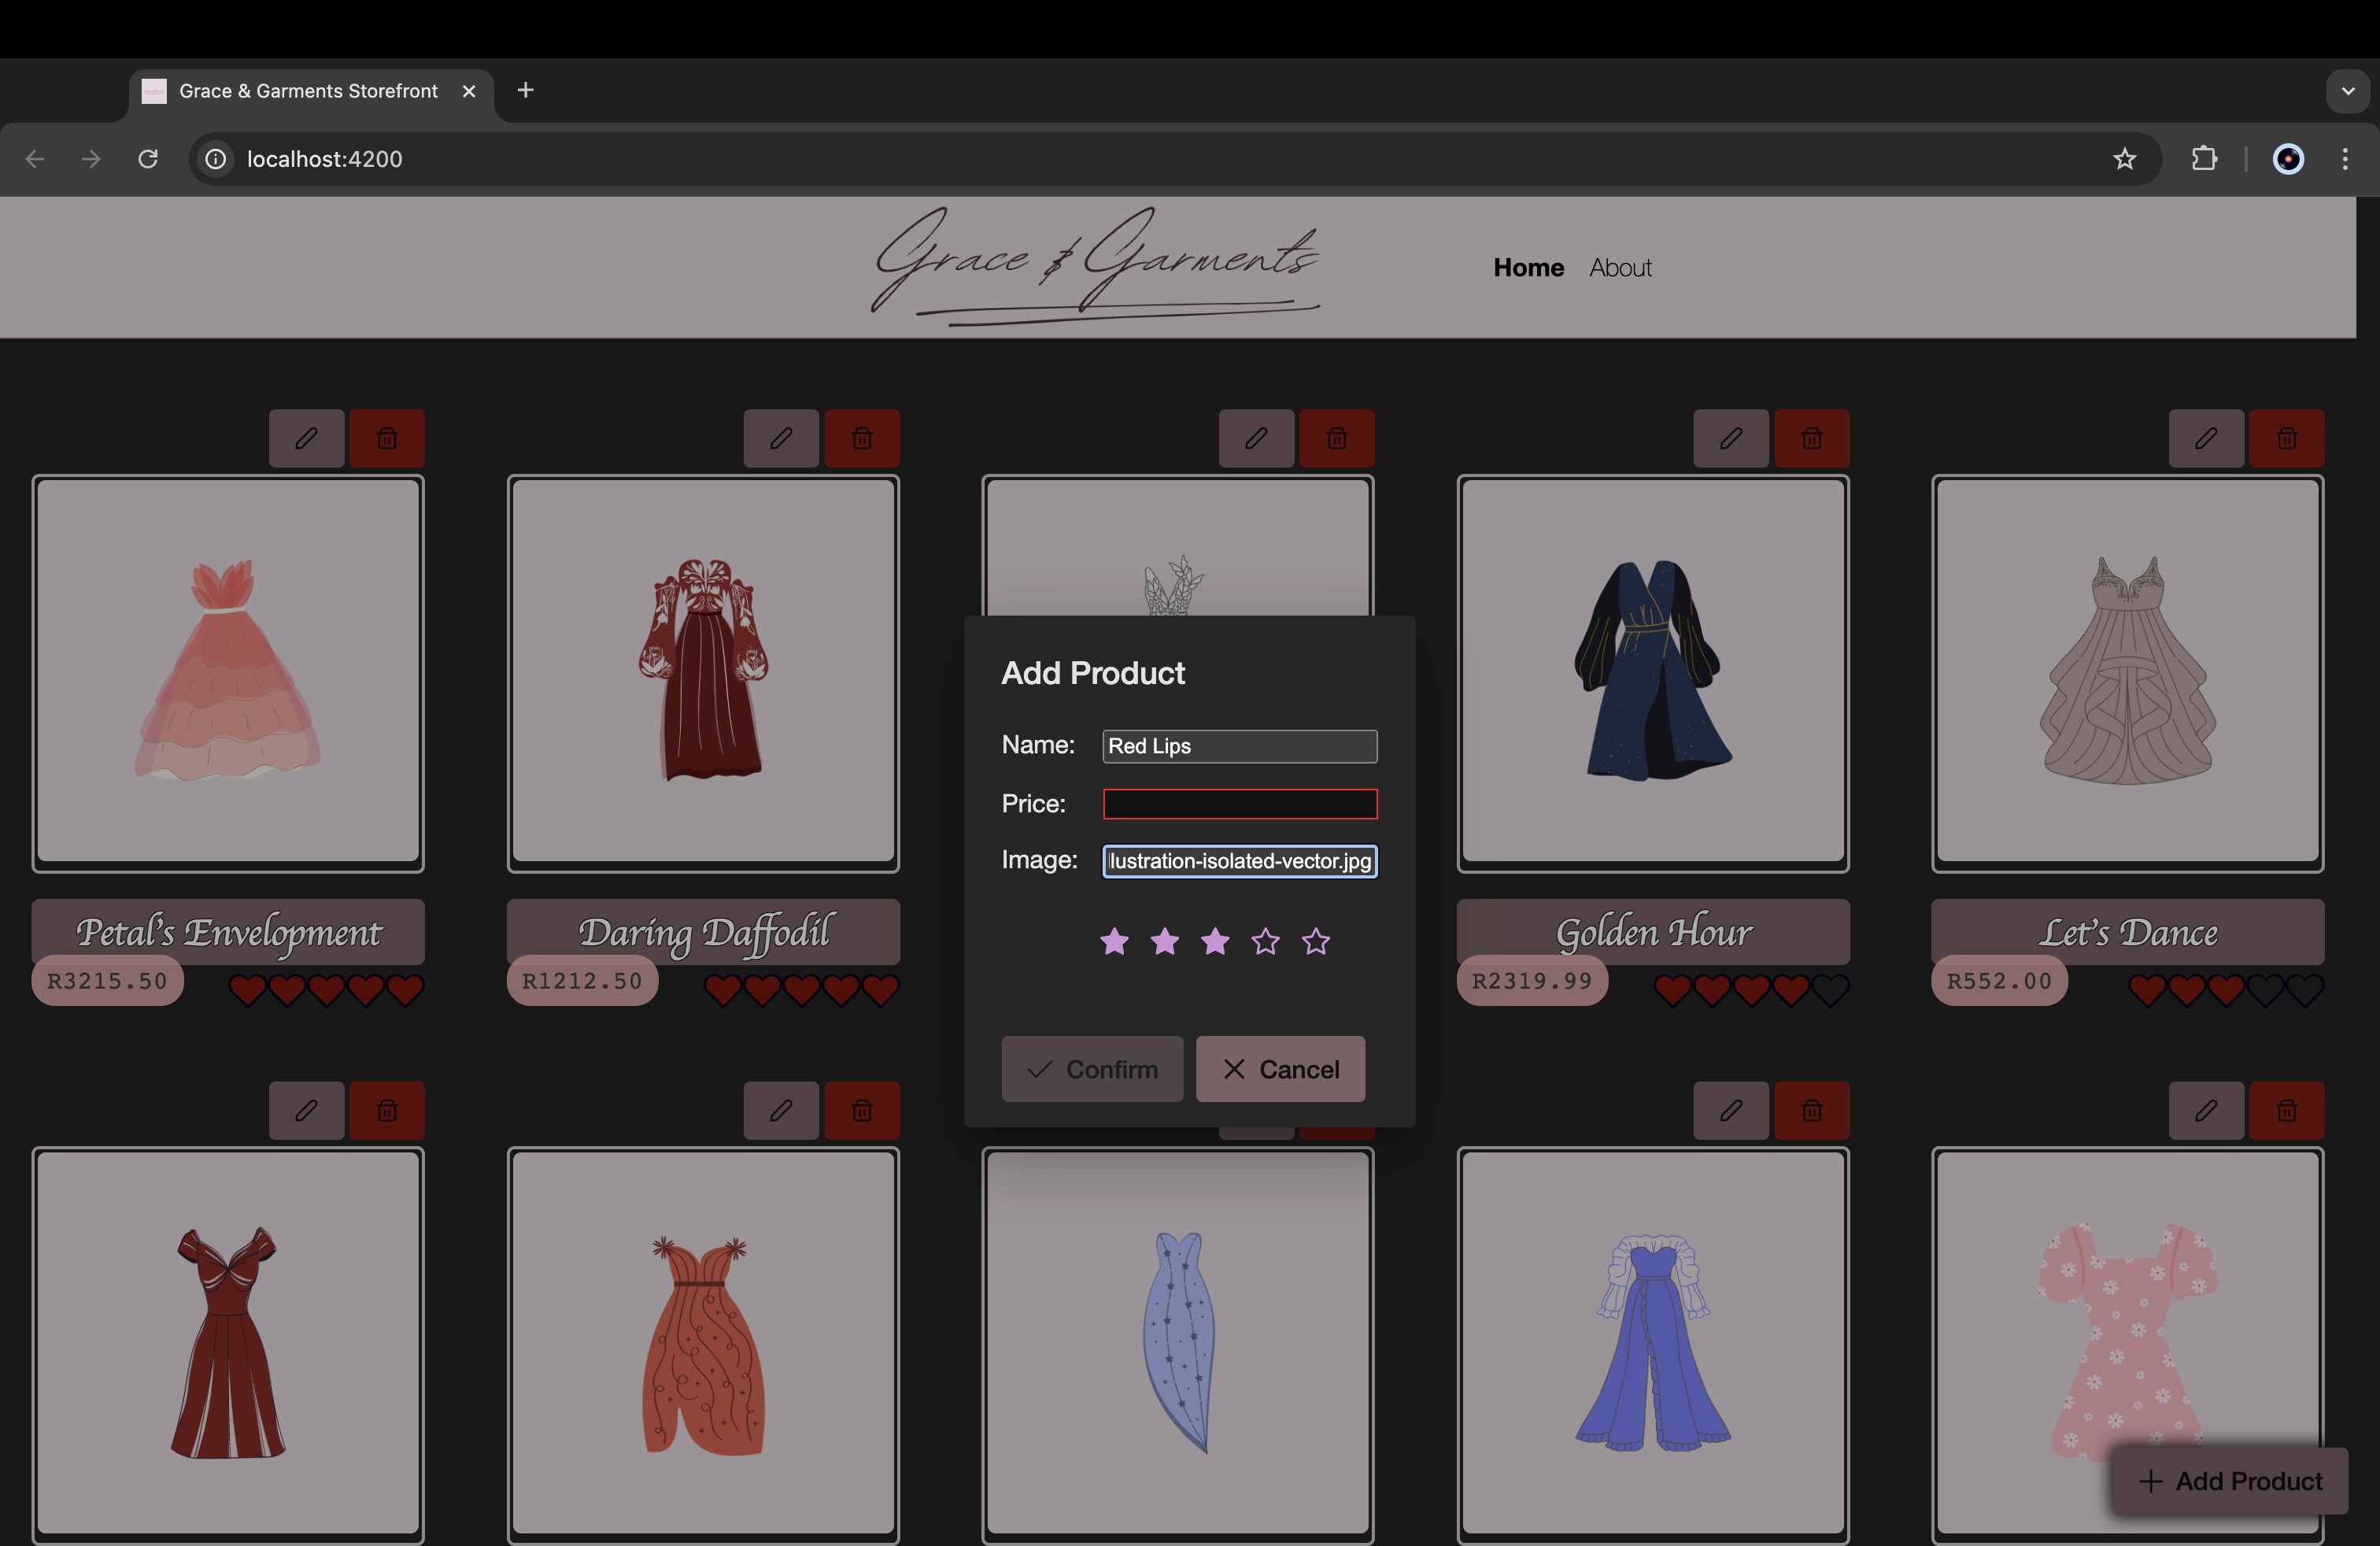 Grace & Garments Storefront
localhost:4200
Grace & Garments
Home About
Add Product
Name: Red Lips
Price:
Image: lustration-isolated-vector.jpg
Confirm Cancel
Petal's Envelopment Daring Daffodil Golden Hour Let's Dance
R3215.50 R1212.50 R2319.99 R552.00
Add Product